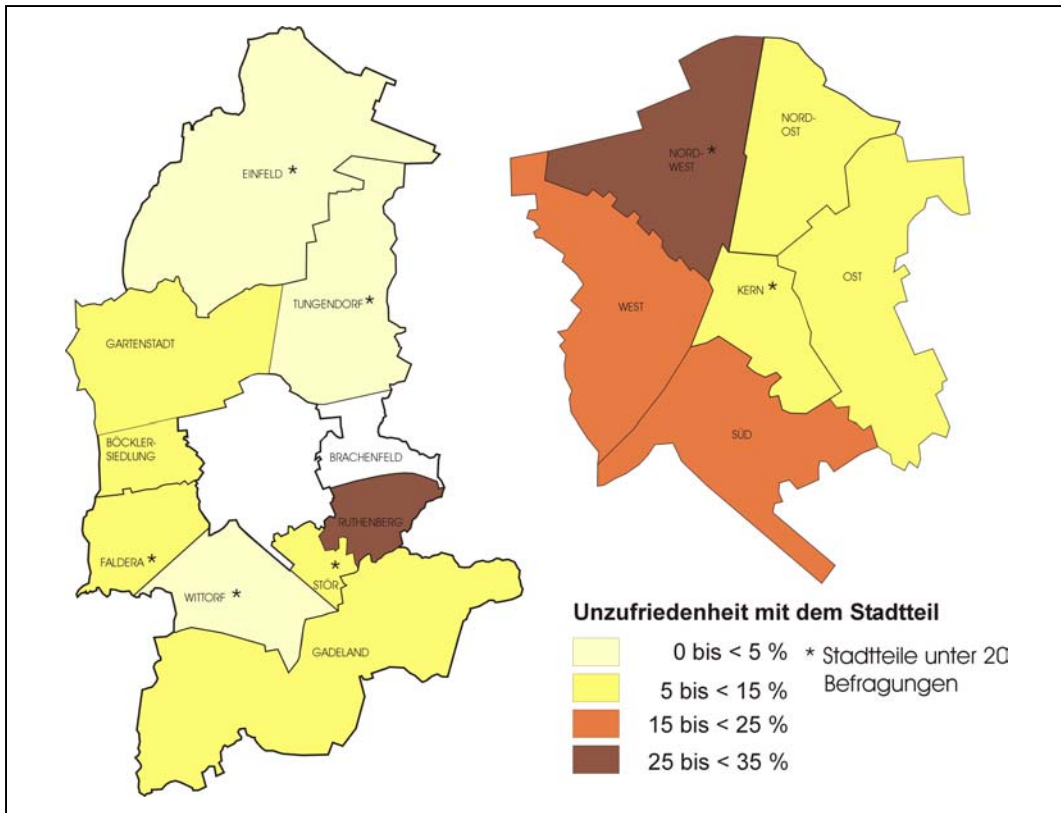 EINFELD *
TUNGENDORF *
GARTENSTADT
BÖCKLER-
SIEDLUNG
BRACHENFELD
RUTHENBERG
FALDERA *
STÖR *
WITTORF *
GADELAND
NORD-
OST
NORD- *
WEST
OST
KERN *
WEST
SÜD
Unzufriedenheit mit dem Stadtteil
0 bis < 5 %
5 bis < 15 %
15 bis < 25 %
25 bis < 35 %
* Stadtteile unter 20
Befragungen